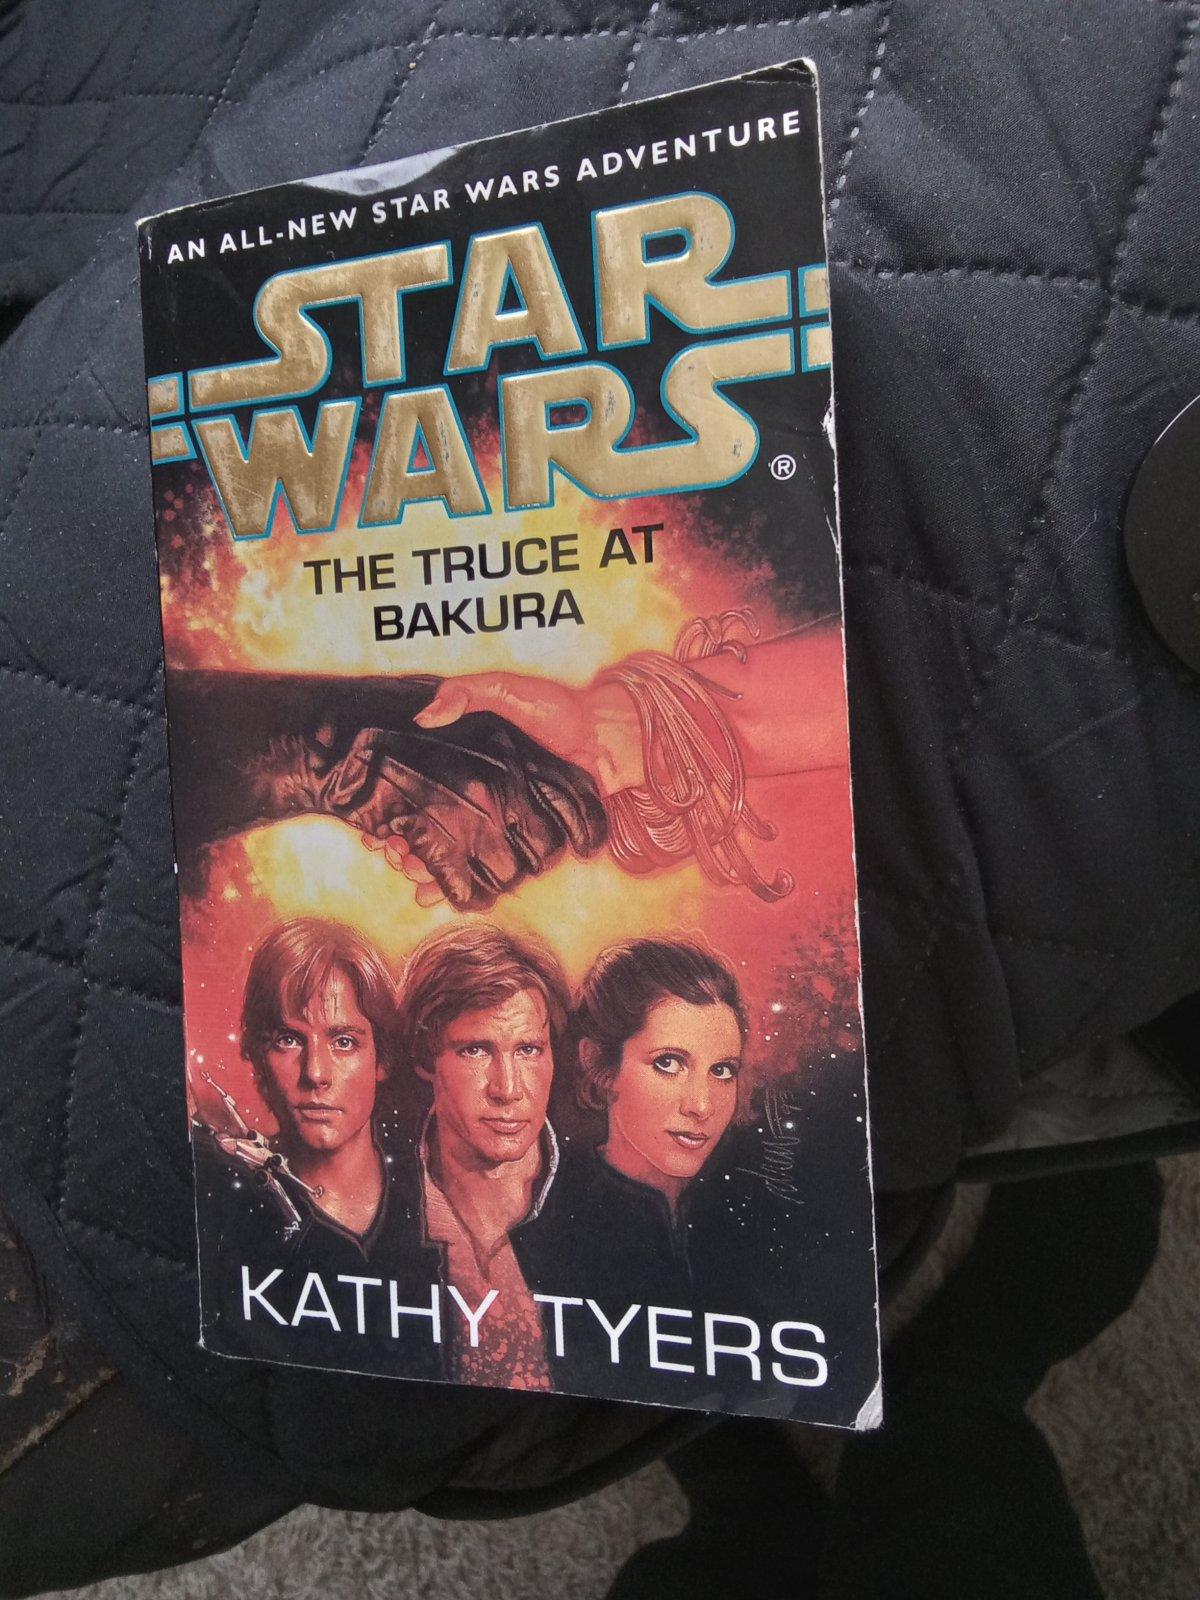 AN ALL-NEW STAR WARS ADVENTURE
STAR
WARS®
THE TRUCE AT
BAKURA
KATHY TYERS